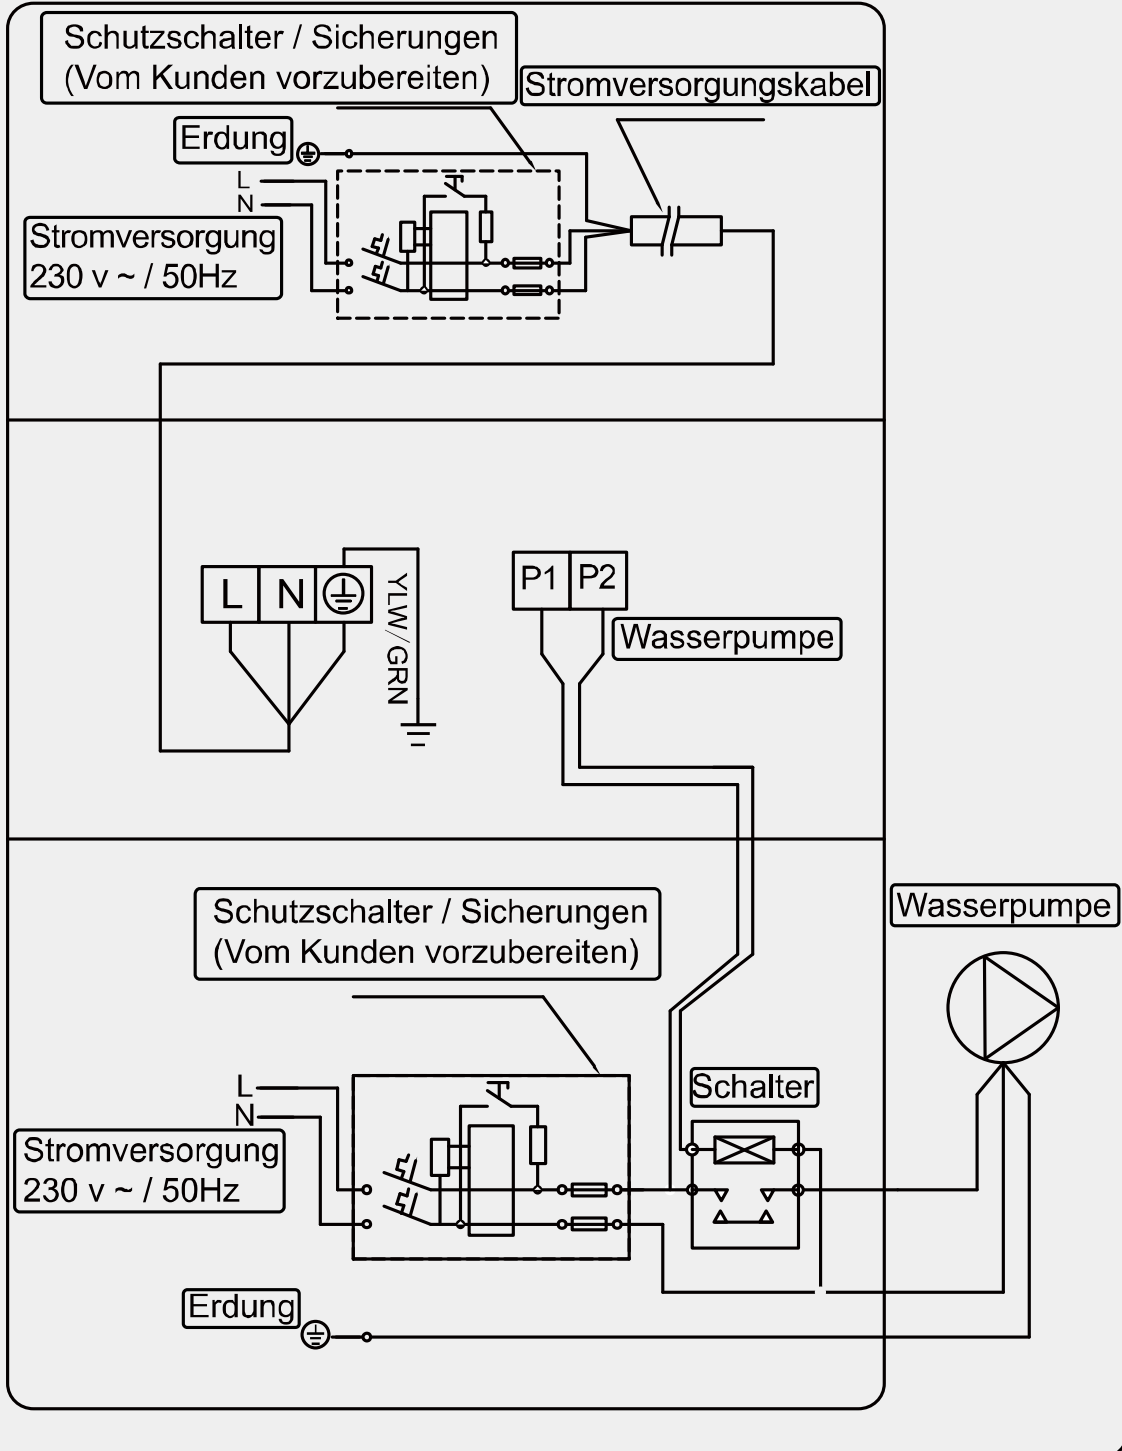 Schutzschalter / Sicherungen
(Vom Kunden vorzubereiten)
Stromversorgungskabel
Erdung
L
N
Stromversorgung
230 v ~ / 50Hz
L N
YLW/GRN
P1 P2
Wasserpumpe
Schutzschalter / Sicherungen
(Vom Kunden vorzubereiten)
Wasserpumpe
Schalter
L
N
Stromversorgung
230 v ~ / 50Hz
Erdung